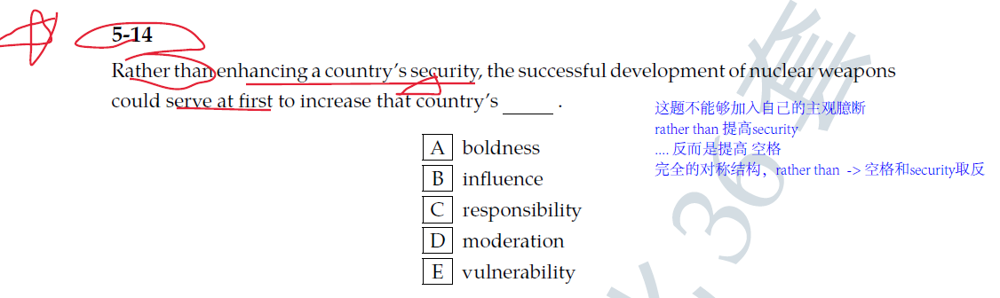 5-14
Rather than enhancing a country's security, the successful development of nuclear weapons
could serve at first to increase that country's _____ .
这题不能够加入自己的主观臆断
rather than 提高security
.... 反而是提高 空格
完全的对称结构，rather than -> 空格和security取反
A boldness
B influence
C responsibility
D moderation
E vulnerability
36 套